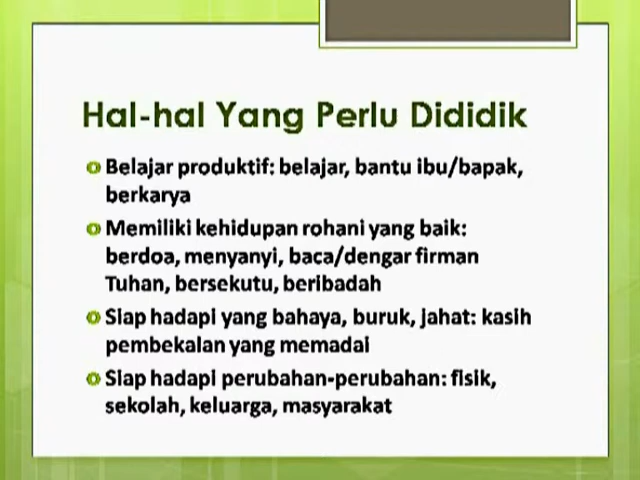 Hal-hal Yang Perlu Dididik
Belajar produktif: belajar, bantu ibu/bapak,
berkarya
Memiliki kehidupan rohani yang baik:
berdoa, menyanyi, baca/dengar firman
Tuhan, bersekutu, beribadah
Siap hadapi yang bahaya, buruk, jahat: kasih
pembekalan yang memadai
Siap hadapi perubahan-perubahan: fisik,
sekolah, keluarga, masyarakat